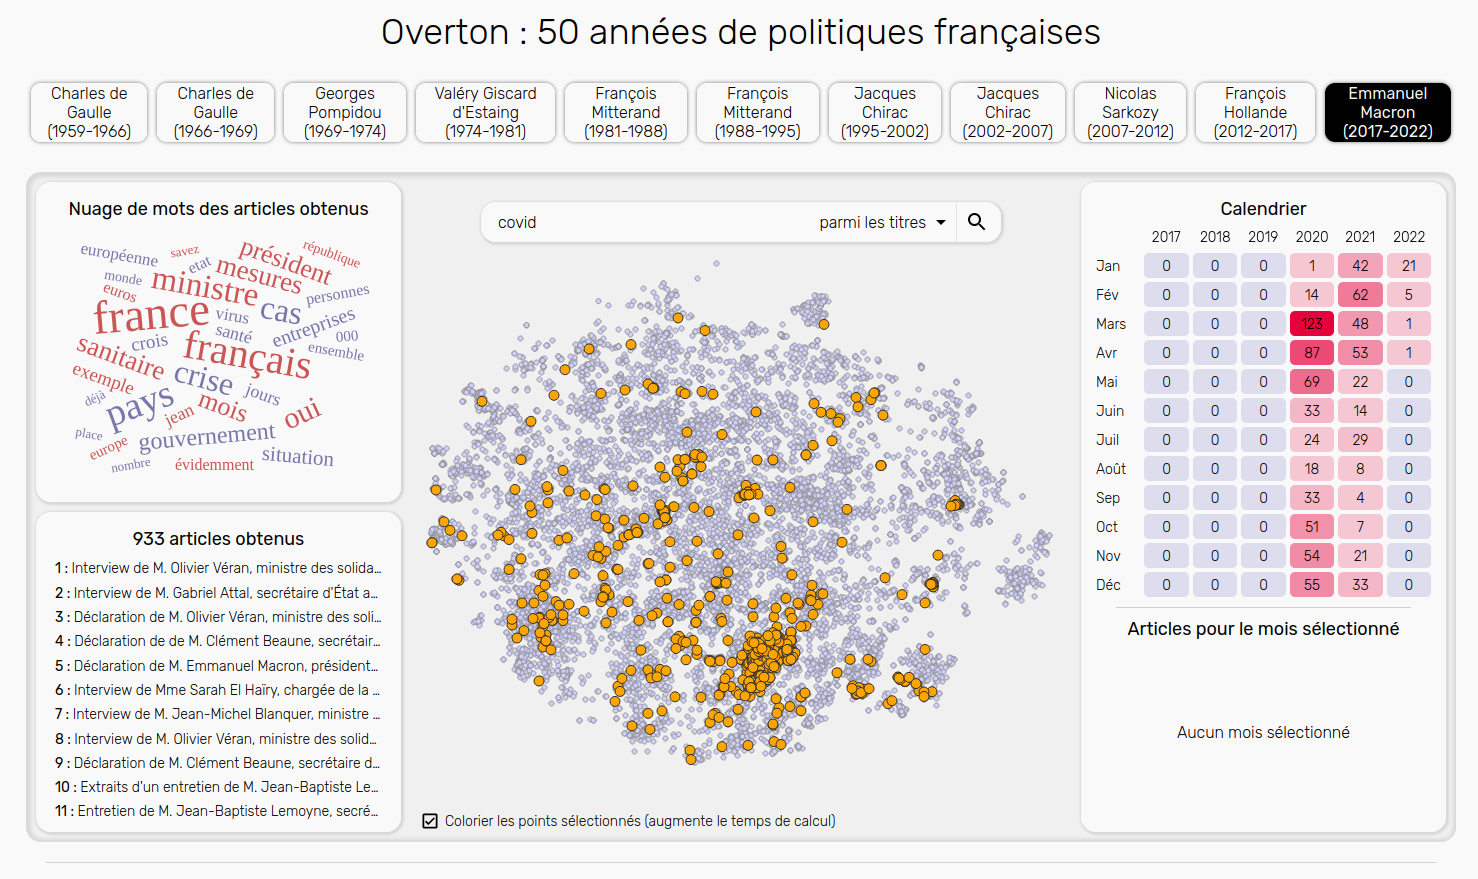 Overton : 50 années de politiques françaises
Charles de
Gaulle
(1959-1966)
Charles de
Gaulle
(1966-1969)
Georges
Pompidou
(1969-1974)
Valéry Giscard
d'Estaing
(1974-1981)
François
Mitterand
(1981-1988)
François
Mitterand
(1988-1995)
Jacques
Chirac
(1995-2002)
Jacques
Chirac
(2002-2007)
Nicolas
Sarkozy
(2007-2012)
François
Hollande
(2012-2017)
Emmanuel
Macron
(2017-2022)
Nuage de mots des articles obtenus
européenne
savez
président
république
monde
etat
mesures
euros
ministre
personnes
france
virus
cas
entreprises
santé
000
crois
français
ensemble
sanitaire
exemple
crise
jours
déjà
pays
jean
mois
oui
place
europe
gouvernement
nombre
évidemment
situation
933 articles obtenus
1 : Interview de M. Olivier Véran, ministre des solida...
2 : Interview de M. Gabriel Attal, secrétaire d'État a...
3 : Déclaration de M. Olivier Véran, ministre des soli...
4 : Déclaration de de M. Clément Beaune, secrétair...
5 : Déclaration de M. Emmanuel Macron, président...
6 : Interview de Mme Sarah El Haïry, chargée de la ...
7 : Interview de M. Jean-Michel Blanquer, ministre ...
8 : Interview de M. Olivier Véran, ministre des solid...
9 : Déclaration de M. Clément Beaune, secrétaire d...
10 : Extraits d'un entretien de M. Jean-Baptiste Le...
11 : Entretien de M. Jean-Baptiste Lemoyne, secré...
covid parmi les titres
Colorier les points sélectionnés (augmente le temps de calcul)
Calendrier
2017 2018 2019 2020 2021 2022
Jan 0 0 0 1 42 21
Fév 0 0 0 14 62 5
Mars 0 0 0 123 48 1
Avr 0 0 0 87 53 1
Mai 0 0 0 69 22 0
Juin 0 0 0 33 14 0
Juil 0 0 0 24 29 0
Août 0 0 0 18 8 0
Sep 0 0 0 33 4 0
Oct 0 0 0 51 7 0
Nov 0 0 0 54 21 0
Déc 0 0 0 55 33 0
Articles pour le mois sélectionné
Aucun mois sélectionné